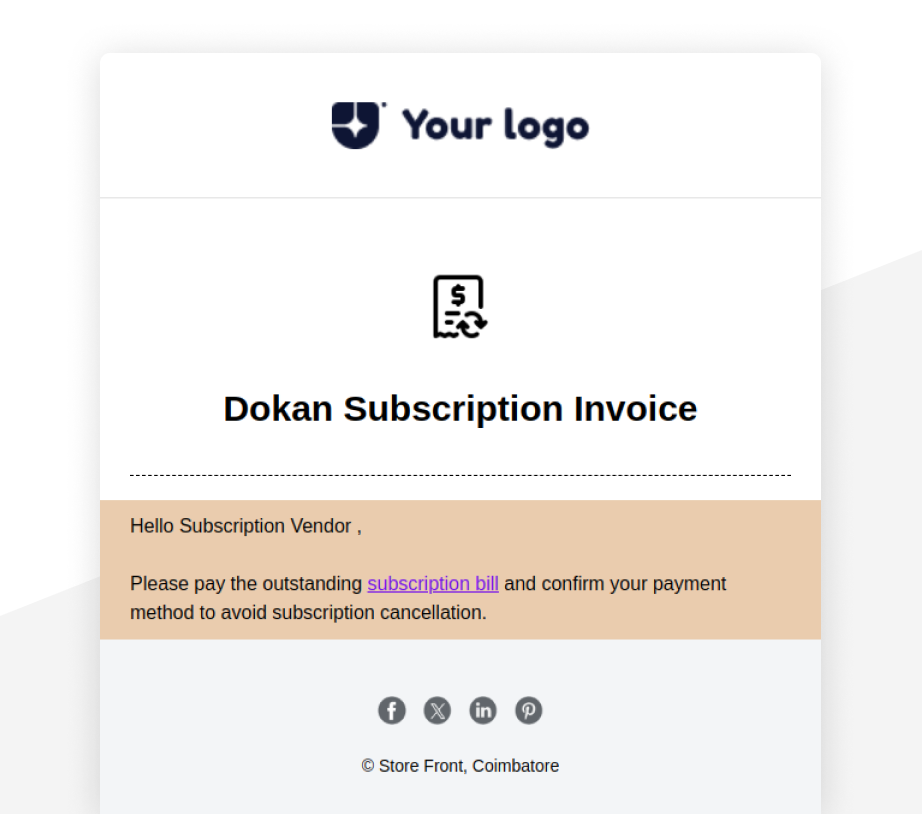 Your logo
$
Dokan Subscription Invoice
Hello Subscription Vendor ,
Please pay the outstanding subscription bill and confirm your payment
method to avoid subscription cancellation.
© Store Front, Coimbatore